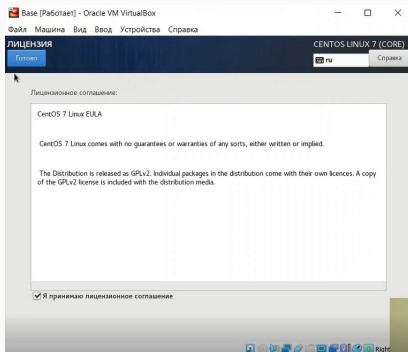 Base [Работает] - Oracle VM VirtualBox
Файл Машина Вид Ввод Устройства Справка
ЛИЦЕНЗИЯ
CENTOS LINUX 7 (CORE)
Готово
ru
Справка
Лицензионное соглашение:
CentOS 7 Linux EULA
CentOS 7 Linux comes with no guarantees or warranties of any sorts, either written or implied.
The Distribution is released as GPLv2. Individual packages in the distribution come with their own licences. A copy
of the GPLv2 license is included with the distribution media.
Я принимаю лицензионное соглашение
Right